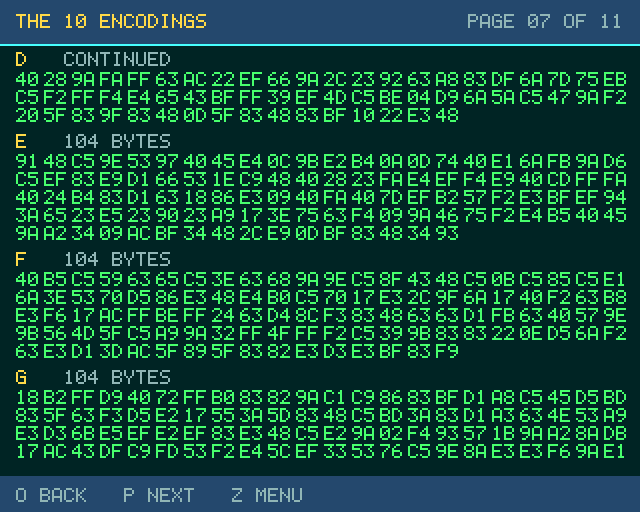 THE 10 ENCODINGS
PAGE 07 OF 11
D CONTINUED
40 28 9A FA FF 63 AC 22 EF 66 9A 2C 23 92 63 A8 83 DF 6A 7D 75 EB
C5 F2 FF F4 E4 65 43 BF FF 39 EF 4D C5 BE 04 D9 6A 5A C5 47 9A F2
20 5F 83 9F 83 48 0D 5F 83 48 83 BF 10 22 E3 48
E 104 BYTES
91 48 C5 9E 53 97 40 45 E4 0C 9B E2 B4 0A 0D 74 40 E1 6A FB 9A D6
C5 EF 83 E9 D1 66 53 1E C9 48 40 28 23 FA E4 EF F4 E9 40 CD FF FA
40 24 B4 83 D1 63 18 86 E3 09 40 FA 40 7D EF B2 57 F2 E3 BF EF 94
3A 65 23 E5 23 90 23 A9 17 3E 75 63 F4 09 9A 46 75 F2 E4 B5 40 45
9A A2 34 09 AC BF 34 48 2C E9 0D BF 83 48 34 93
F 104 BYTES
40 B5 C5 59 63 65 C5 3E 63 68 9A 9E C5 8F 43 48 C5 0B C5 85 C5 E1
6A 3E 53 70 D5 86 E3 48 E4 B0 C5 70 17 E3 2C 9F 6A 17 40 F2 63 B8
E3 F6 17 AC FF BE FF 24 63 D4 8C F3 83 48 63 63 D1 FB 63 40 57 9E
9B 56 4D 5F C5 A9 9A 32 FF 4F FF F2 C5 39 9B 83 83 22 0E D5 6A F2
63 E3 D1 3D AC 5F 89 5F 83 82 E3 D3 E3 BF 83 F9
G 104 BYTES
18 B2 FF D9 40 72 FF B0 83 82 9A C1 C9 86 83 BF D1 A8 C5 45 D5 BD
83 5F 63 F3 D5 E2 17 55 3A 5D 83 48 C5 BD 3A 83 D1 A3 63 4E 53 A9
E3 D3 6B E5 EF E2 EF 83 E3 48 C5 E2 9A 02 F4 93 57 1B 9A A2 8A DB
17 AC 43 DF C9 FD 53 F2 E4 5C EF 33 53 76 C5 9E 8A E3 E3 F6 9A E1
O BACK P NEXT Z MENU